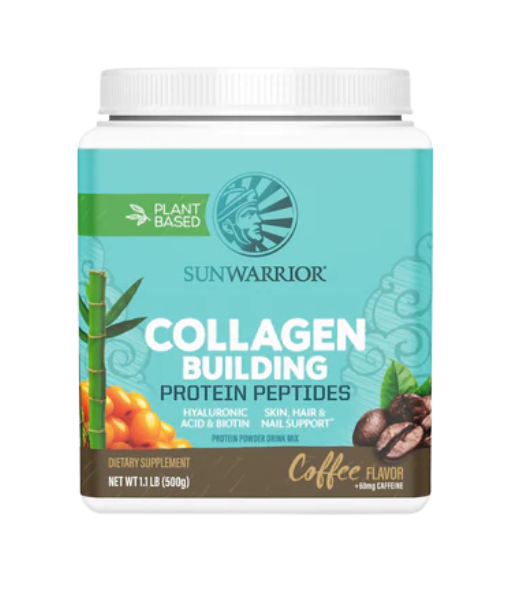 PLANT
BASED
SUNWARRIOR®
COLLAGEN
BUILDING
PROTEIN PEPTIDES
HYALURONIC
ACID & BIOTIN
SKIN, HAIR &
NAIL SUPPORT*
PROTEIN POWDER DRINK MIX
DIETARY SUPPLEMENT
NET WT 1.1 LB (500g)
Coffee FLAVOR
+60mg CAFFEINE